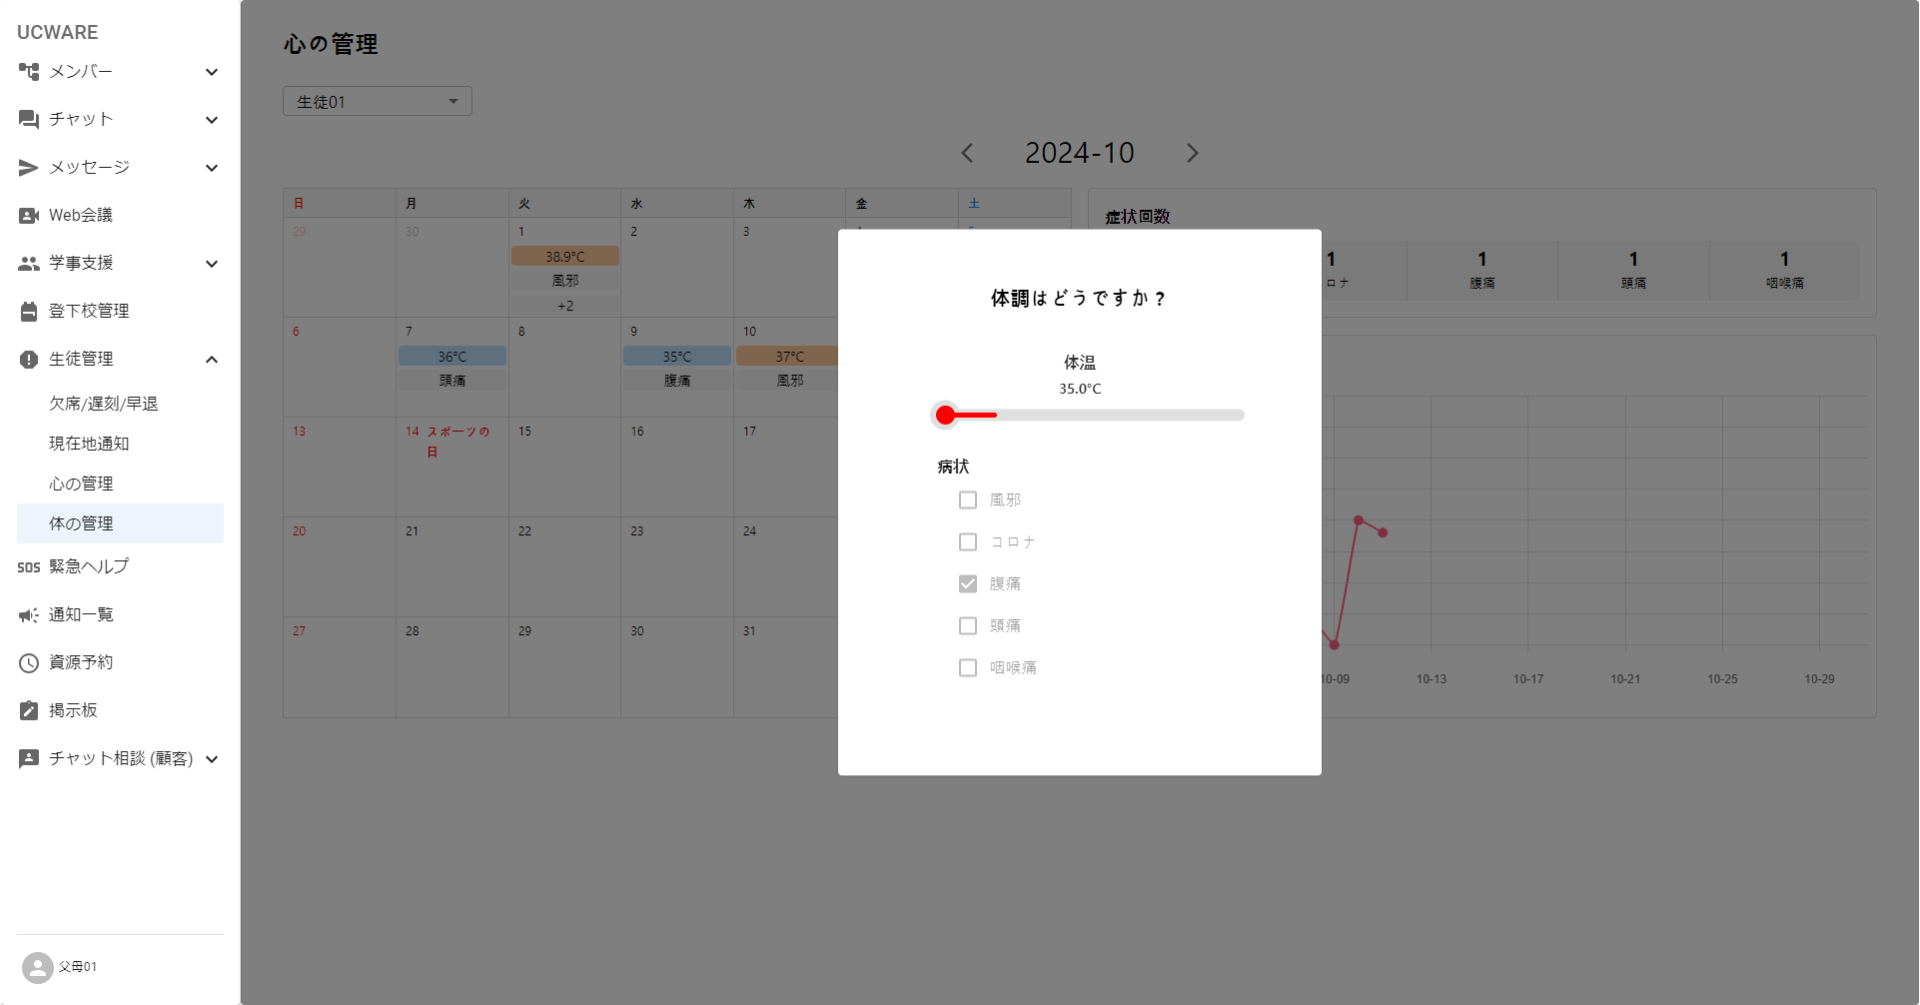 UCWARE
メンバー
チャット
メッセージ
Web会議
学事支援
登下校管理
生徒管理
欠席/遅刻/早退
現在地通知
心の管理
体の管理
SOS 緊急ヘルプ
通知一覧
資源予約
掲示板
チャット相談 (顧客)
父母01
心の管理
生徒01
2024-10
日 月 火 水 木 金 土
29 30 1 2 3
38.9°C
風邪
+2
6 7 8 9 10
36°C 35°C 37°C
頭痛 腹痛 風邪
13 14 スポーツの 15 16 17
日
20 21 22 23 24
27 28 29 30 31
症状回数
1 1 1 1
ロナ 腹痛 頭痛 咽喉痛
10-09 10-13 10-17 10-21 10-25 10-29
体調はどうですか？
体温
35.0°C
病状
風邪
コロナ
腹痛
頭痛
咽喉痛